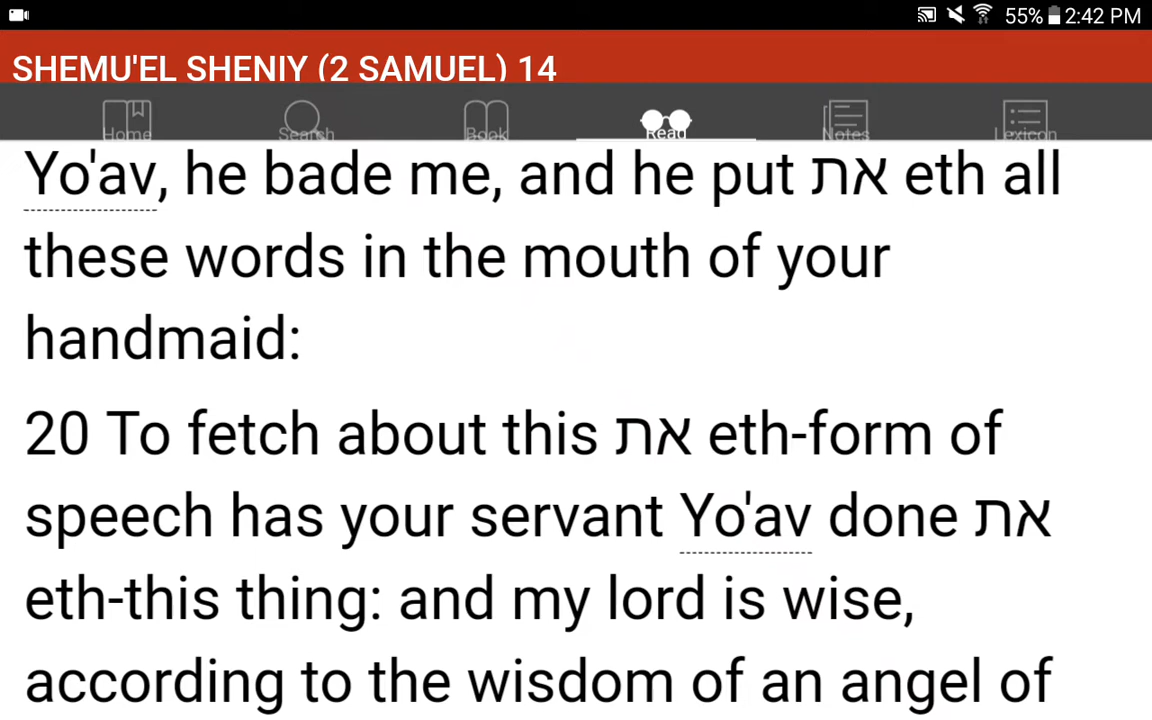 55% 2:42 PM
SHEMU'EL SHENIY (2 SAMUEL) 14
Home Search Book Read Notes Lexicon
Yo'av, he bade me, and he put את eth all
these words in the mouth of your
handmaid:
20 To fetch about this את eth-form of
speech has your servant Yo'av done את
eth-this thing: and my lord is wise,
according to the wisdom of an angel of